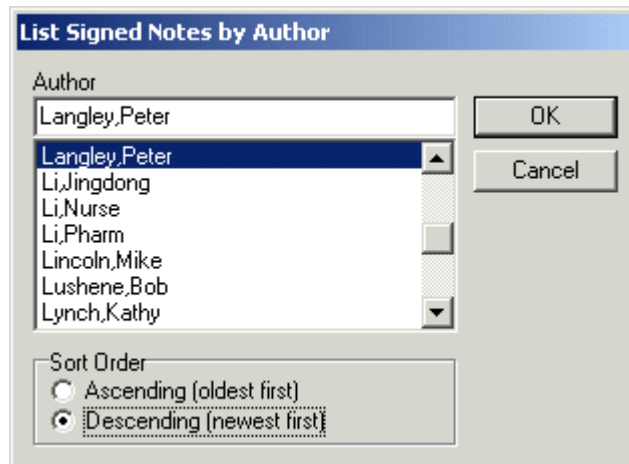 List Signed Notes by Author
Author
Langley,Peter
OK
Langley,Peter
Cancel
Li,Jingdong
Li,Nurse
Li,Pharm
Lincoln,Mike
Lushene,Bob
Lynch,Kathy
Sort Order
Ascending (oldest first)
Descending (newest first)